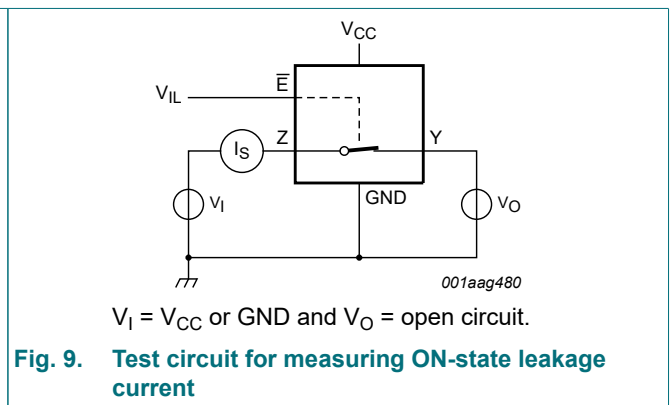 VCC
E̅
VIL
IS
Z
Y
VI
GND
VO
001aag480
VI = VCC or GND and VO = open circuit.
Fig. 9. Test circuit for measuring ON-state leakage
current